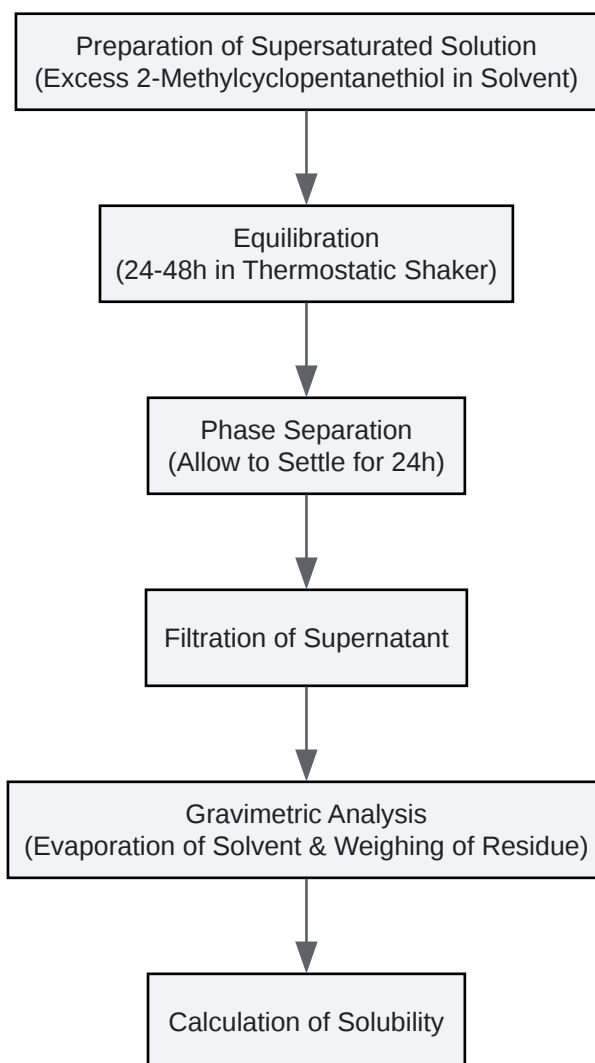 Preparation of Supersaturated Solution
(Excess 2-Methylcyclopentanethiol in Solvent)
Equilibration
(24-48h in Thermostatic Shaker)
Phase Separation
(Allow to Settle for 24h)
Filtration of Supernatant
Gravimetric Analysis
(Evaporation of Solvent & Weighing of Residue)
Calculation of Solubility